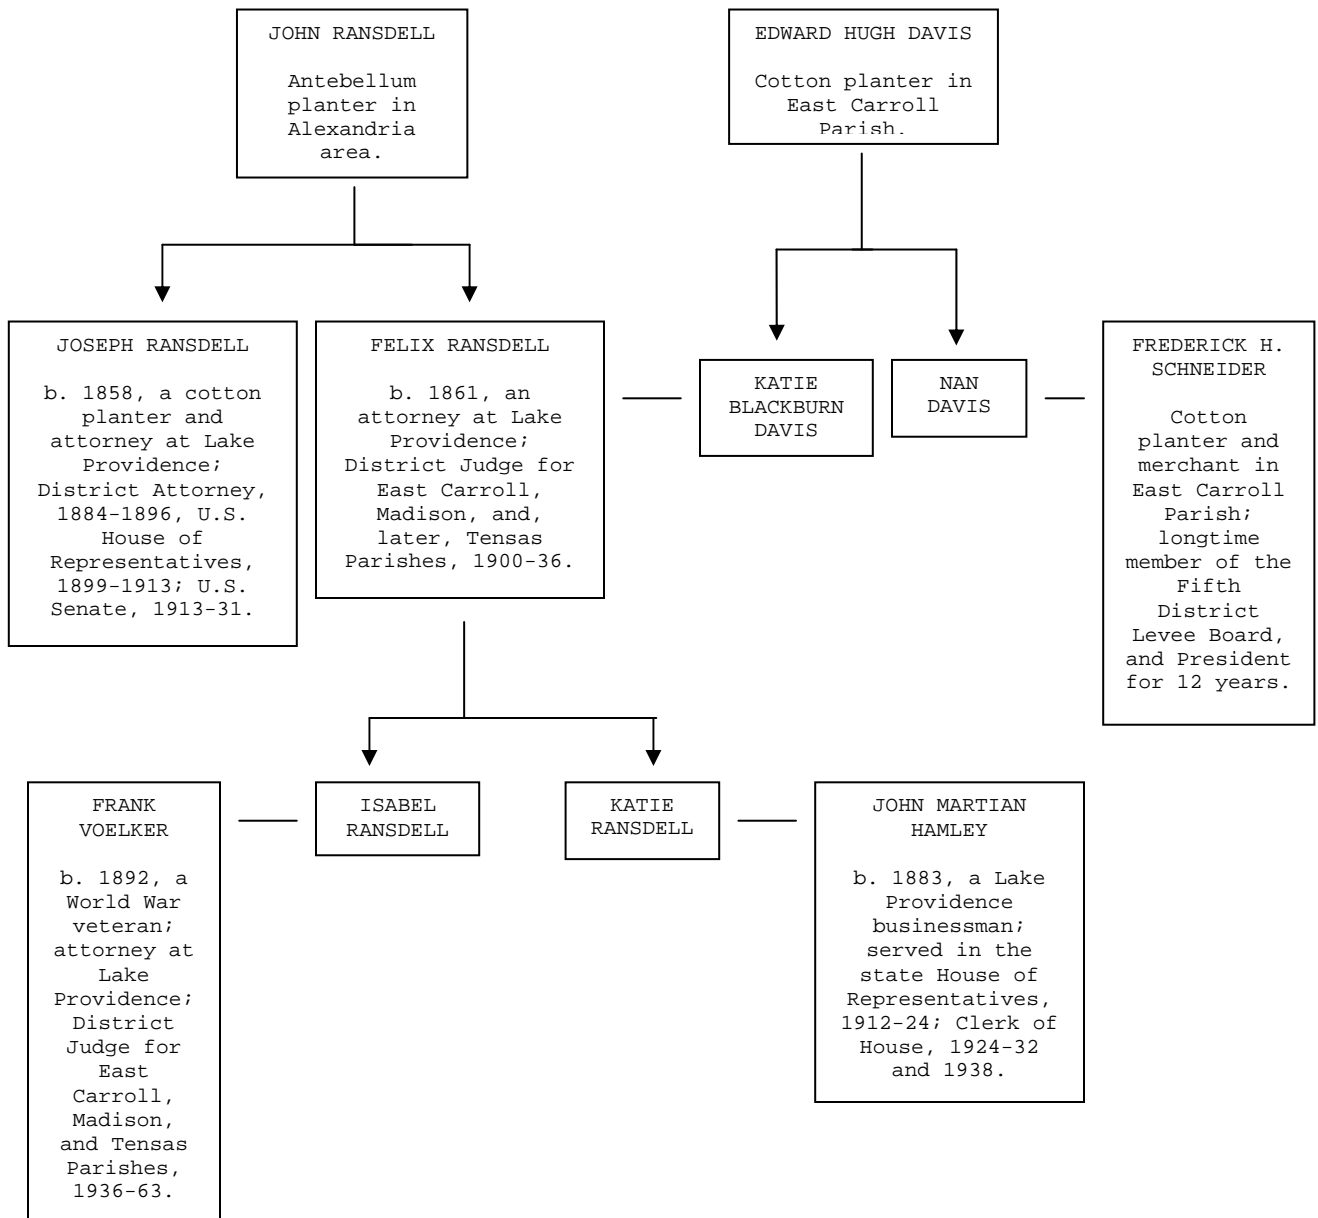 JOHN RANSDELL
Antebellum
planter in
Alexandria
area.
EDWARD HUGH DAVIS
Cotton planter in
East Carroll
Parish.
JOSEPH RANSDELL
b. 1858, a cotton
planter and
attorney at Lake
Providence;
District Attorney,
1884-1896, U.S.
House of
Representatives,
1899-1913; U.S.
Senate, 1913-31.
FELIX RANSDELL
b. 1861, an
attorney at Lake
Providence;
District Judge for
East Carroll,
Madison, and,
later, Tensas
Parishes, 1900-36.
KATIE
BLACKBURN
DAVIS
NAN
DAVIS
FREDERICK H.
SCHNEIDER
Cotton
planter and
merchant in
East Carroll
Parish;
longtime
member of the
Fifth
District
Levee Board,
and President
for 12 years.
FRANK
VOELKER
b. 1892, a
World War
veteran;
attorney at
Lake
Providence;
District
Judge for
East
Carroll,
Madison,
and Tensas
Parishes,
1936-63.
ISABEL
RANSDELL
KATIE
RANSDELL
JOHN MARTIAN
HAMLEY
b. 1883, a Lake
Providence
businessman;
served in the
state House of
Representatives,
1912-24; Clerk of
House, 1924-32
and 1938.